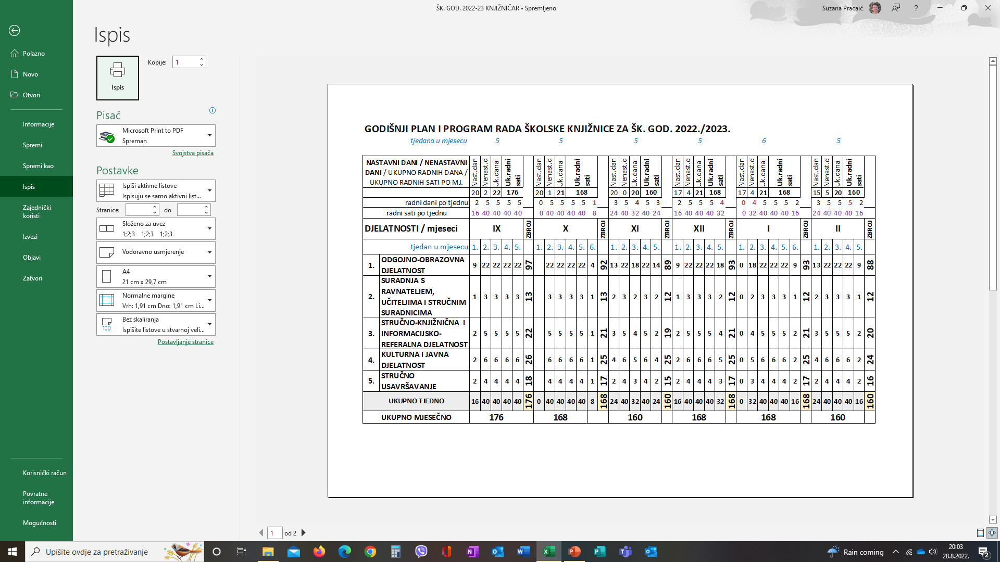 ŠK. GOD. 2022-23 KNJIŽNIČAR • Spremljeno
Suzana Pracaić
?
Polazno
Novo
Otvori
Informacije
Spremi
Spremi kao
Ispis
Zajednički
koristi
Izvezi
Objavi
Zatvori
Korisnički račun
Povratne
informacije
Mogućnosti
Ispis
Ispis
Kopije: 1
Pisač
Microsoft Print to PDF
Spreman
Svojstva pisača
Postavke
Ispiši aktivne listove
Ispisuju se samo aktivni list...
Stranice: do
Složeno za uvez
1;2;3 1;2;3 1;2;3
Vodoravno usmjerenje
A4
21 cm x 29,7 cm
Normalne margine
Vrh: 1,91 cm Dno: 1,91 cm Li...
100
Bez skaliranja
Ispišite listove u stvarnoj veli...
Postavljanje stranice
GODIŠNJI PLAN I PROGRAM RADA ŠKOLSKE KNJIŽNICE ZA ŠK. GOD. 2022./2023.
tjedana u mjesecu 5 5 5 5 6 5
NASTAVNI DANI / NENASTAVNI
DANI / UKUPNO RADNIH DANA /
UKUPNO RADNIH SATI PO MJ.
Nast.dan Nenast.d Uk.dana Uk.radni sati Nast.dan Nenast.d Uk.dana Uk.radni sati Nast.dan Nenast.d Uk.dana Uk.radni sati Nast.dan Nenast.d Uk.dana Uk.radni sati Nast.dan Nenast.d Uk.dana Uk.radni sati Nast.dan Nenast.d Uk.dana Uk.radni sati
20 2 22 176 20 1 21 168 20 0 20 160 17 4 21 168 17 4 21 168 15 5 20 160
radni dani po tjednu 2 5 5 5 5 0 5 5 5 5 1 3 5 4 5 3 2 5 5 5 4 0 4 5 5 5 2 3 5 5 5 2
radni sati po tjednu 16 40 40 40 40 0 40 40 40 40 8 24 40 32 40 24 16 40 40 40 32 0 32 40 40 40 16 24 40 40 40 16
DJELATNOSTI / mjeseci IX ZBROJ X ZBROJ XI ZBROJ XII ZBROJ I ZBROJ II ZBROJ
tjedan u mjesecu 1. 2. 3. 4. 5. 1. 2. 3. 4. 5. 6. 1. 2. 3. 4. 5. 1. 2. 3. 4. 5. 1. 2. 3. 4. 5. 6. 1. 2. 3. 4. 5.
1. ODGOJNO-OBRAZOVNA
DJELATNOST
9 22 22 22 22 97 22 22 22 22 4 92 13 22 18 22 14 89 9 22 22 22 18 93 0 18 22 22 22 9 93 13 22 22 22 9 88
2. SURADNJA S
RAVNATELJEM,
UČITELJIMA I STRUČNIM
SURADNICIMA
1 3 3 3 3 13 3 3 3 3 1 13 2 3 2 3 2 12 1 3 3 3 2 12 0 2 3 3 3 1 12 2 3 3 3 1 12
3. STRUČNO-KNJIŽNIČNA I
INFORMACIJSKO-
REFERALNA DJELATNOST
2 5 5 5 5 22 5 5 5 5 1 21 3 5 4 5 2 19 2 5 5 5 4 21 0 4 5 5 5 2 21 3 5 5 5 2 20
4. KULTURNA I JAVNA
DJELATNOST
2 6 6 6 6 26 6 6 6 6 1 25 4 6 5 6 4 25 2 6 6 6 5 25 0 5 6 6 6 2 25 4 6 6 6 2 24
5. STRUČNO
USAVRŠAVANJE
2 4 4 4 4 18 4 4 4 4 1 17 2 4 3 4 2 15 2 4 4 4 3 17 0 3 4 4 4 2 17 2 4 4 4 2 16
UKUPNO TJEDNO 16 40 40 40 40 176 0 40 40 40 40 8 168 24 40 32 40 24 160 16 40 40 40 32 168 0 32 40 40 40 16 168 24 40 40 40 16 160
UKUPNO MJESEČNO 176 168 160 168 168 160
1 od 2
Upišite ovdje za pretraživanje
Rain coming
20:03
28.8.2022.
2